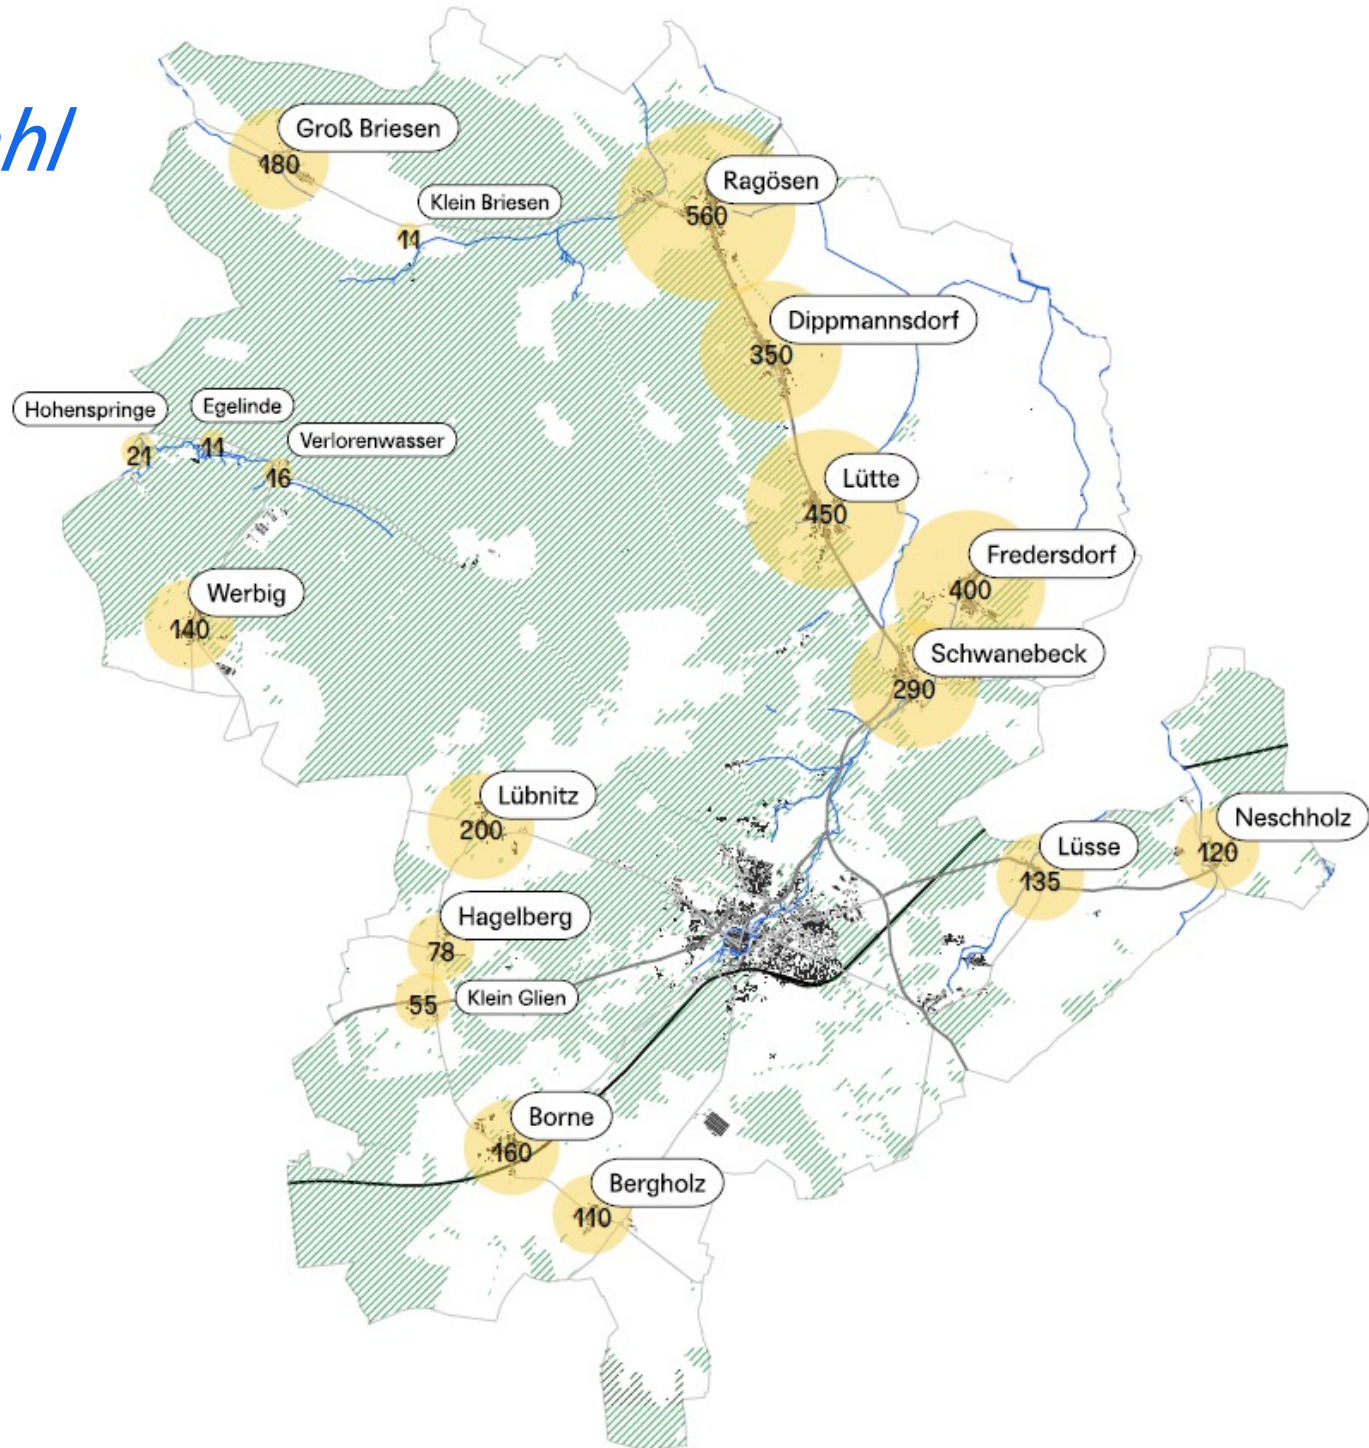 ahl
Groß Briesen
180
Klein Briesen
11
Ragösen
560
Dippmannsdorf
350
Hohenspringe
21
Egelinde
11
Verlorenwasser
16
Lütte
450
Fredersdorf
400
Werbig
140
Schwanebeck
290
Lübnitz
200
Neschholz
120
Lüsse
135
Hagelberg
78
Klein Glien
55
Borne
160
Bergholz
110